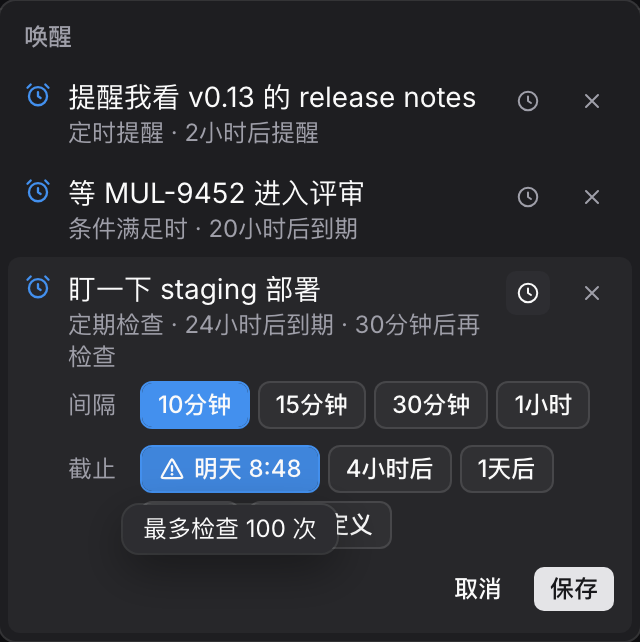 唤醒
提醒我看 v0.13 的 release notes
定时提醒 · 2小时后提醒
等 MUL-9452 进入评审
条件满足时 · 20小时后到期
盯一下 staging 部署
定期检查 · 24小时后到期 · 30分钟后再
检查
间隔 10分钟 15分钟 30分钟 1小时
截止 明天 8:48 4小时后 1天后
最多检查 100 次 定义
取消 保存